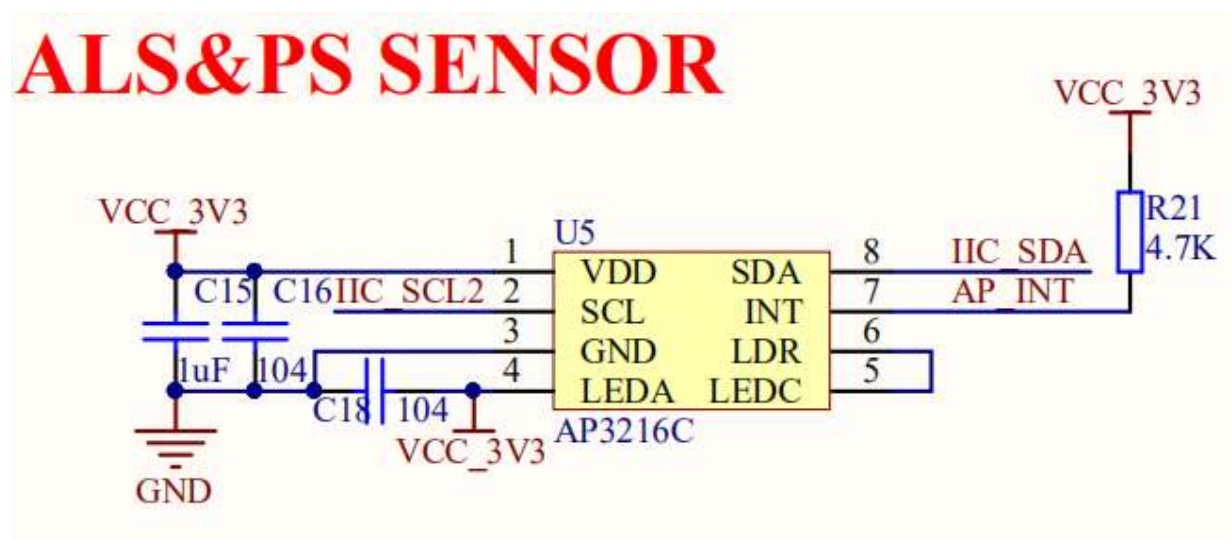 ALS&PS SENSOR
VCC_3V3
VCC_3V3
R21
4.7K
U5
1 VDD SDA 8 IIC_SDA
C15 C16 IIC_SCL2 2 SCL INT 7 AP_INT
3 GND LDR 6
1uF 104 4 LEDA LEDC 5
C18 104
AP3216C
VCC_3V3
GND